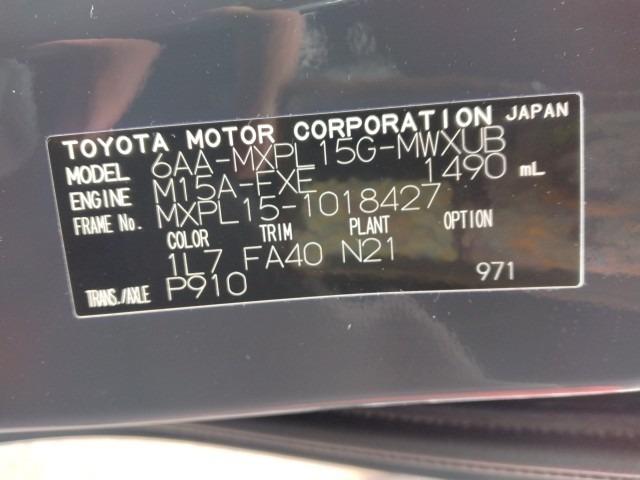 TOYOTA MOTOR CORPORATION JAPAN
MODEL 6AA-MXPL15G-MWXUB
ENGINE M15A-FXE 1490 mL
FRAME No. MXPL15-1018427
COLOR TRIM PLANT OPTION
1L7 FA40 N21
TRANS./AXLE P910 971